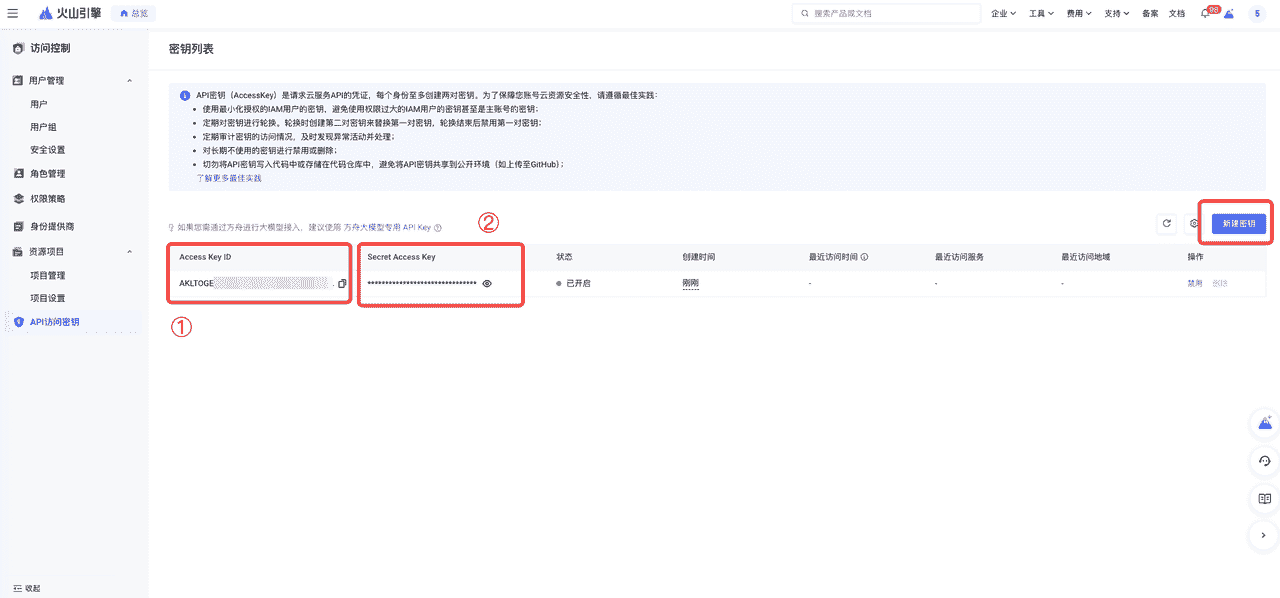 火山引擎
总览
搜索产品或文档
企业
工具
费用
支持
备案
文档
5
访问控制
用户管理
用户
用户组
安全设置
角色管理
权限策略
身份提供商
资源项目
项目管理
项目设置
API访问密钥
收起
密钥列表
API密钥（AccessKey）是请求云服务API的凭证，每个身份至多创建两对密钥。为了保障您账号云资源安全性，请遵循最佳实践：
使用最小化授权的IAM用户的密钥，避免使用权限过大的IAM用户的密钥甚至是主账号的密钥；
定期对密钥进行轮换。轮换时创建第二对密钥来替换第一对密钥，轮换结束后禁用第一对密钥；
定期审计密钥的访问情况，及时发现异常活动并处理；
对长期不使用的密钥进行禁用或删除；
切勿将API密钥写入代码中或存储在代码仓库中，避免将API密钥共享到公开环境（如上传至GitHub）；
了解更多最佳实践
如果您需通过方舟进行大模型接入，建议使用 方舟大模型专用 API Key
②
新建密钥
Access Key ID
Secret Access Key
状态
创建时间
最近访问时间
最近访问服务
最近访问地域
操作
AKLTOGE
******************************
已开启
刚刚
-
-
-
禁用
①